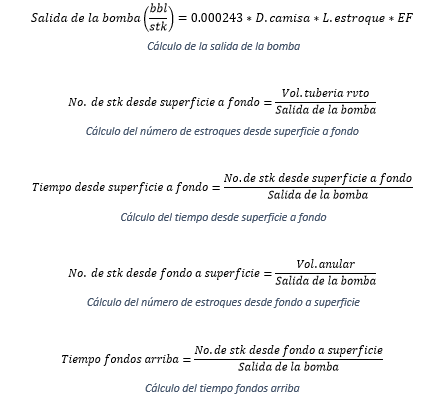 Salida de la bomba (bbl/stk) = 0.000243 * D. camisa * L. estroque * EF
Cálculo de la salida de la bomba
No. de stk desde superficie a fondo = Vol. tuberia rvto / Salida de la bomba
Cálculo del número de estroques desde superficie a fondo
Tiempo desde superficie a fondo = No. de stk desde superficie a fondo / Salida de la bomba
Cálculo del tiempo desde superficie a fondo
No. de stk desde fondo a superficie = Vol. anular / Salida de la bomba
Cálculo del número de estroques desde fondo a superficie
Tiempo fondos arriba = No. de stk desde fondo a superficie / Salida de la bomba
Cálculo del tiempo fondos arriba